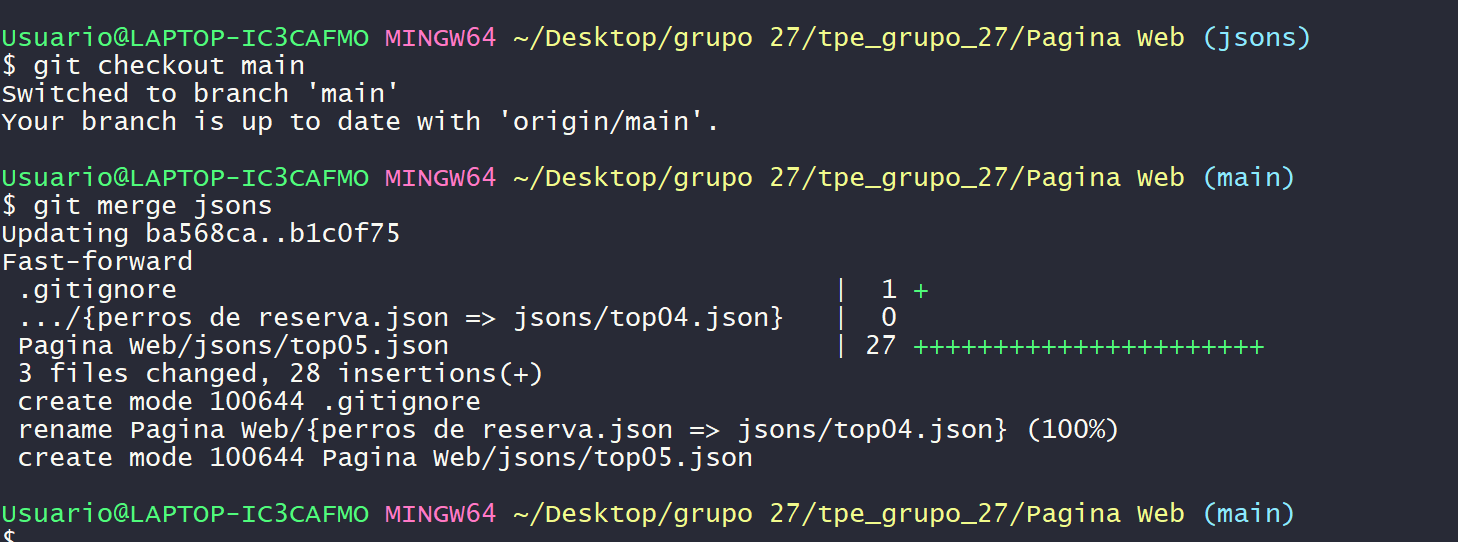 Usuario@LAPTOP-IC3CAFMO MINGW64 ~/Desktop/grupo 27/tpe_grupo_27/Pagina Web (jsons)
$ git checkout main
Switched to branch 'main'
Your branch is up to date with 'origin/main'.
Usuario@LAPTOP-IC3CAFMO MINGW64 ~/Desktop/grupo 27/tpe_grupo_27/Pagina Web (main)
$ git merge jsons
Updating ba568ca..b1c0f75
Fast-forward
 .gitignore                                         |  1 +
 .../{perros de reserva.json => jsons/top04.json}   |  0
 Pagina Web/jsons/top05.json                        | 27 ++++++++++++++++++++++
 3 files changed, 28 insertions(+)
 create mode 100644 .gitignore
 rename Pagina Web/{perros de reserva.json => jsons/top04.json} (100%)
 create mode 100644 Pagina Web/jsons/top05.json
Usuario@LAPTOP-IC3CAFMO MINGW64 ~/Desktop/grupo 27/tpe_grupo_27/Pagina Web (main)
$